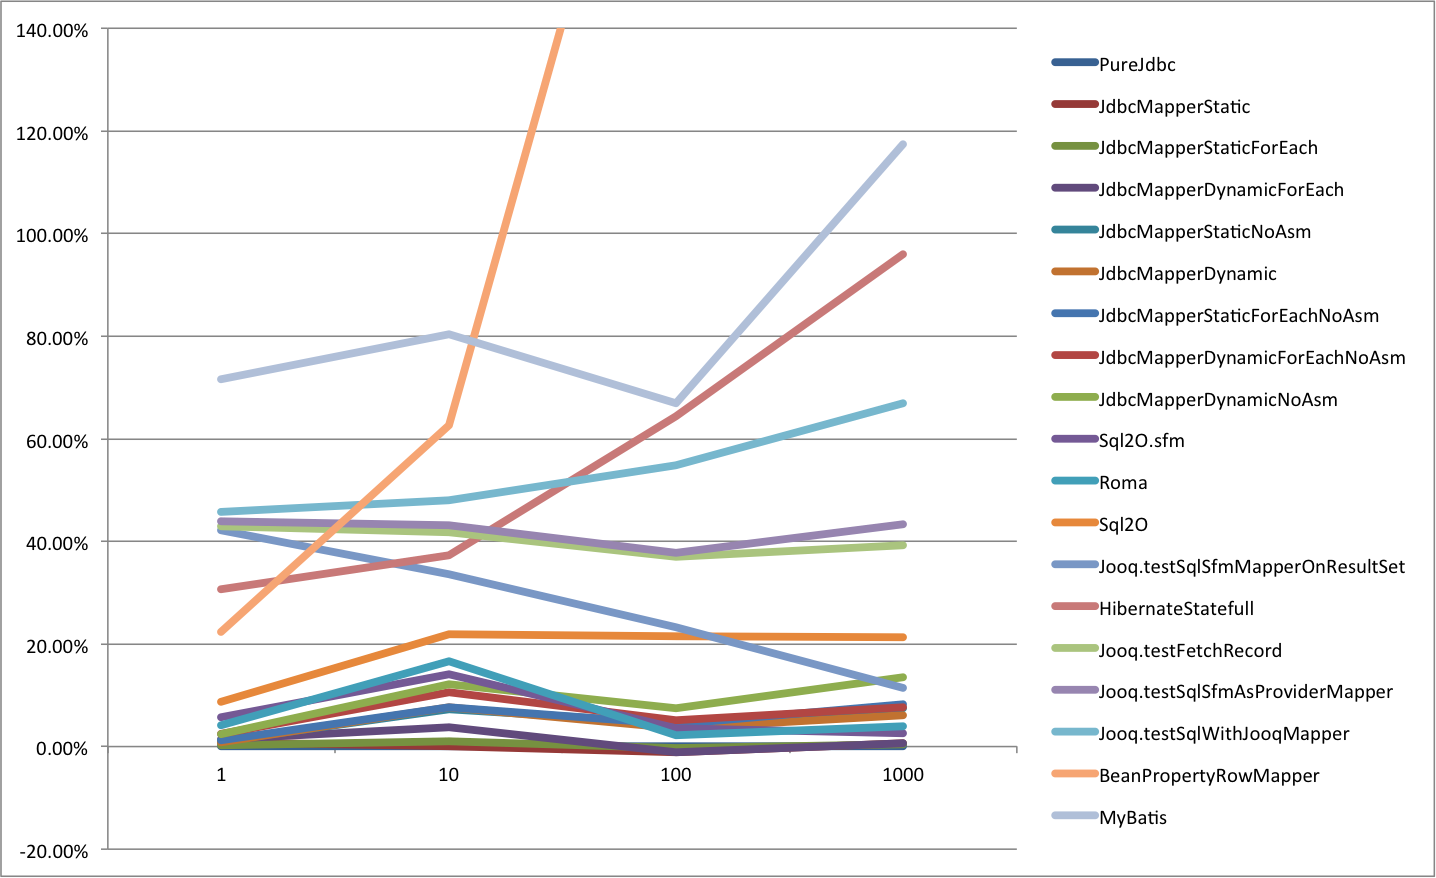 140.00%
120.00%
100.00%
80.00%
60.00%
40.00%
20.00%
0.00%
-20.00%
1 10 100 1000
PureJdbc
JdbcMapperStatic
JdbcMapperStaticForEach
JdbcMapperDynamicForEach
JdbcMapperStaticNoAsm
JdbcMapperDynamic
JdbcMapperStaticForEachNoAsm
JdbcMapperDynamicForEachNoAsm
JdbcMapperDynamicNoAsm
Sql2O.sfm
Roma
Sql2O
Jooq.testSqlSfmMapperOnResultSet
HibernateStatefull
Jooq.testFetchRecord
Jooq.testSqlSfmAsProviderMapper
Jooq.testSqlWithJooqMapper
BeanPropertyRowMapper
MyBatis